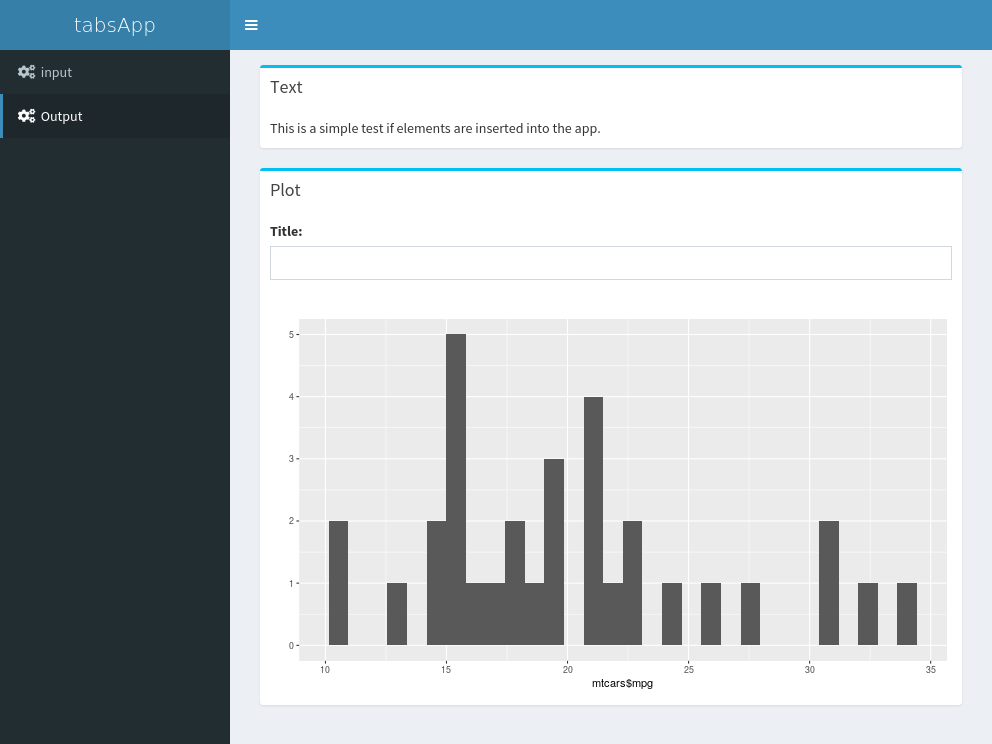 tabsApp
input
Output
Text
This is a simple test if elements are inserted into the app.
Plot
Title:
5
4
3
2
1
0
10 15 20 25 30 35
mtcars$mpg